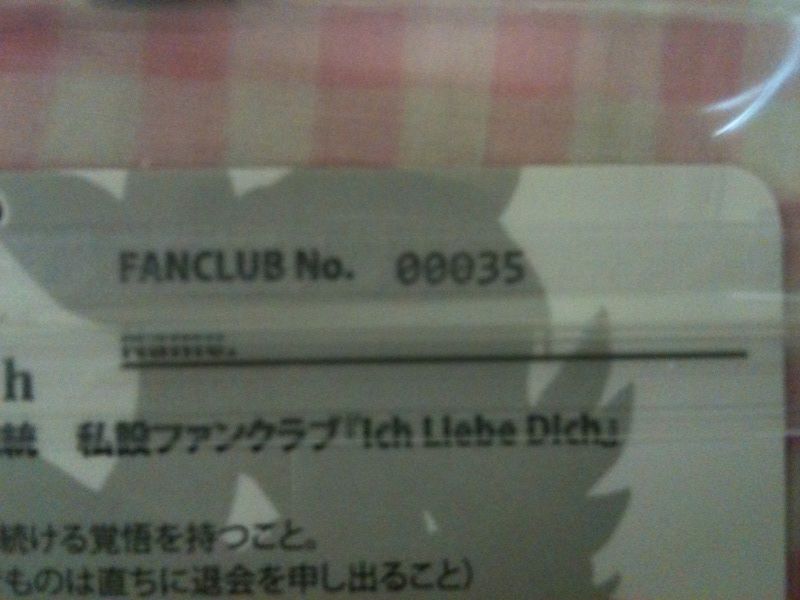 FANCLUB No. 00035
Name.
h
統 私設ファンクラブ『Ich Liebe Dich』
続ける覚悟を持つこと。
ものは直ちに退会を申し出ること)